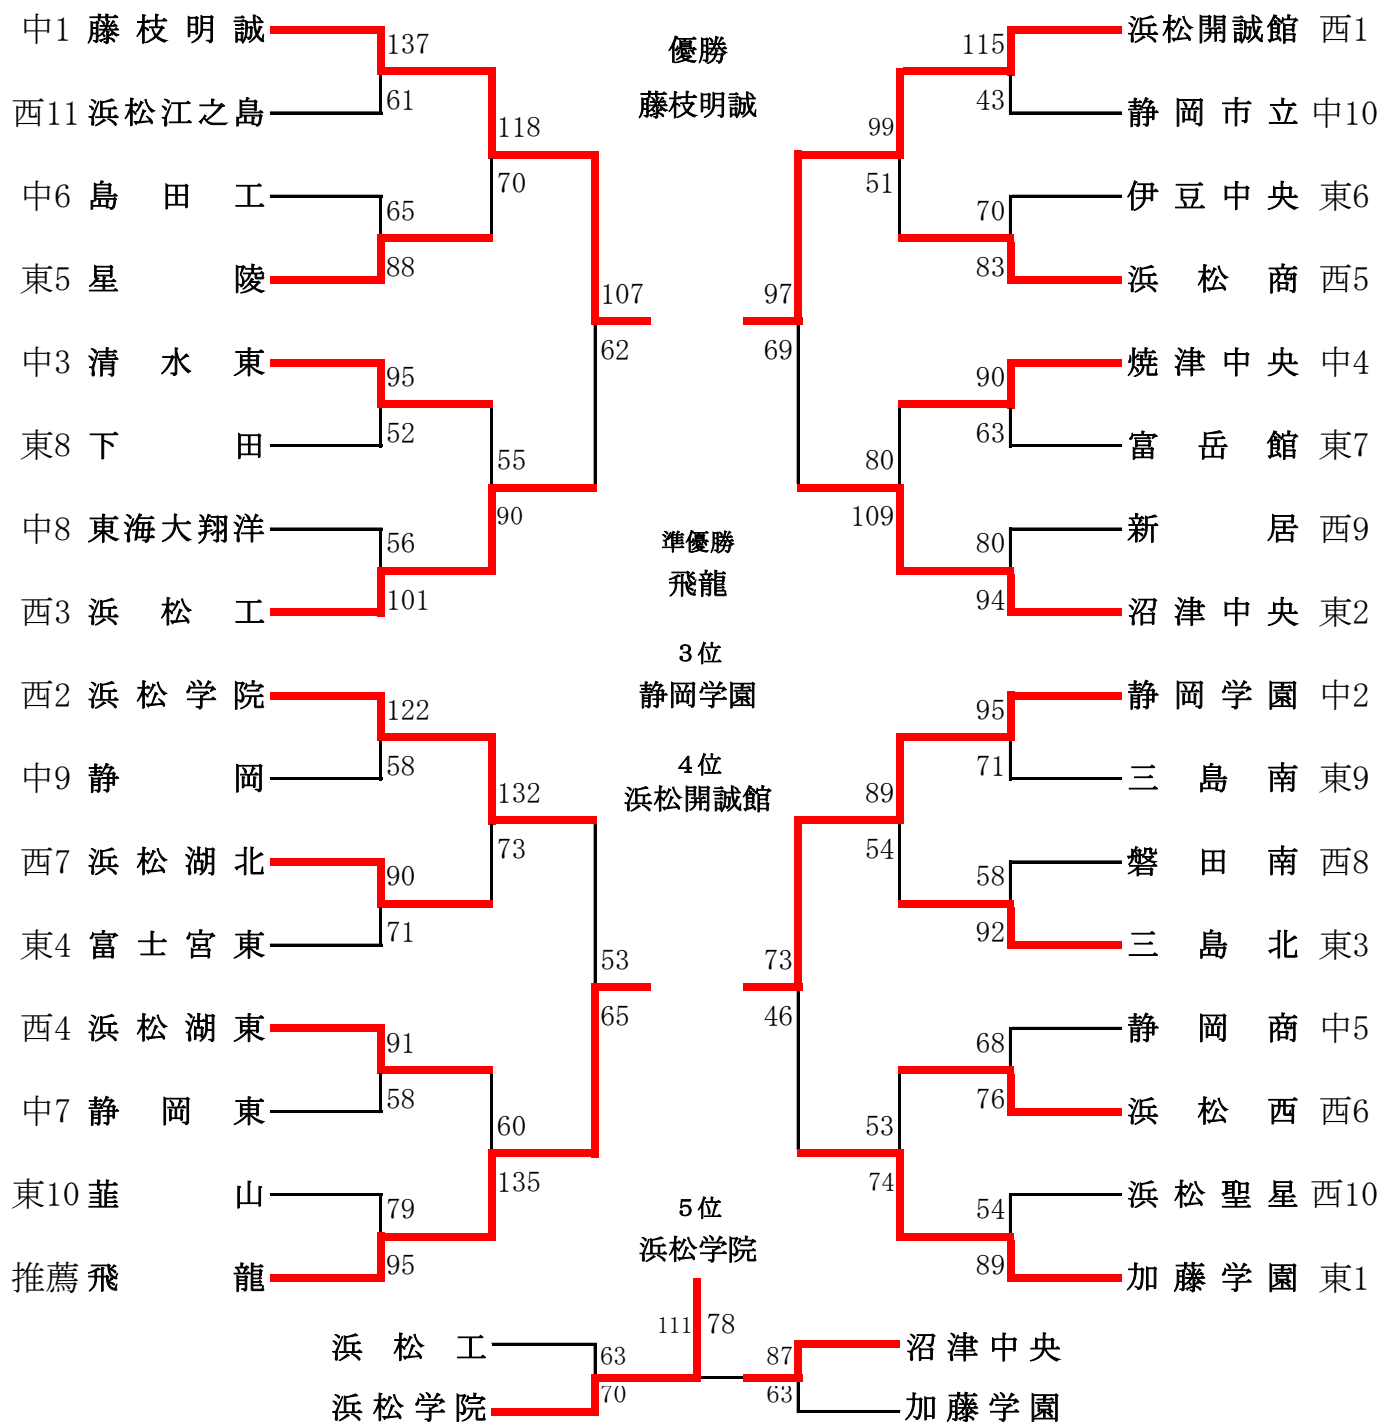 中1 藤枝明誠 137 優勝 115 浜松開誠館 西1
西11 浜松江之島 61 藤枝明誠 43 静岡市立 中10
118 99
70 51
中6 島田工 65 70 伊豆中央 東6
東5 星陵 88 83 浜松商 西5
107 97
62 69
中3 清水東 95 90 焼津中央 中4
東8 下田 52 63 富岳館 東7
55 80
90 109
中8 東海大翔洋 56 準優勝 80 新居 西9
西3 浜松工 101 飛龍 94 沼津中央 東2
3位
西2 浜松学院 122 静岡学園 95 静岡学園 中2
中9 静岡 58 4位 71 三島南 東9
132 浜松開誠館 89
73 54
西7 浜松湖北 90 58 磐田南 西8
東4 富士宮東 71 92 三島北 東3
53 73
65 46
西4 浜松湖東 91 68 静岡商 中5
中7 静岡東 58 76 浜松西 西6
60 53
135 74
東10 韮山 79 5位 54 浜松聖星 西10
推薦 飛龍 95 浜松学院 89 加藤学園 東1
111 78
浜松工 63 87 沼津中央
浜松学院 70 63 加藤学園